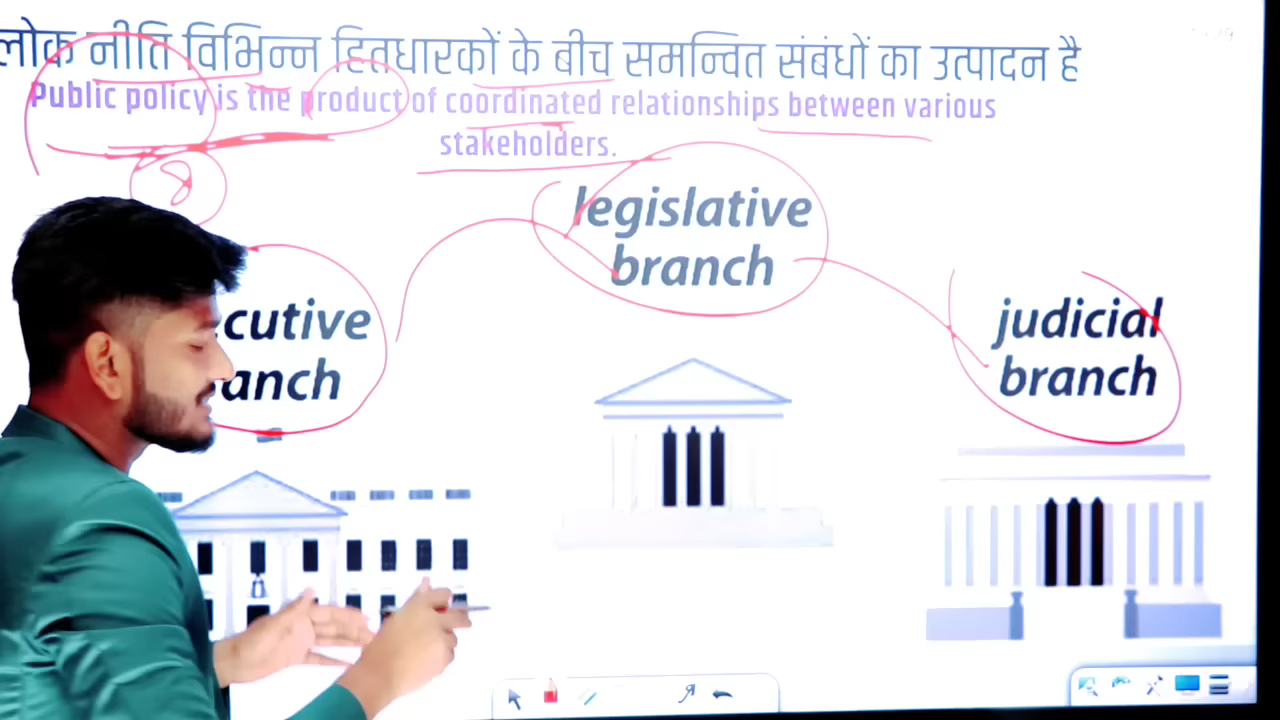 लोक नीति विभिन्न हितधारकों के बीच समन्वित संबंधों का उत्पादन है
Public policy is the product of coordinated relationships between various
stakeholders.
8
legislative
branch
cutive
anch
judicial
branch